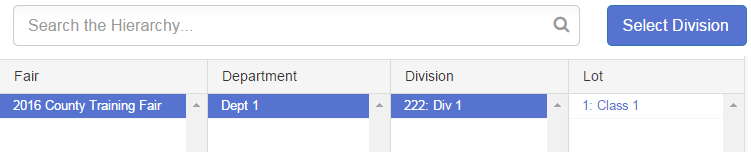 Search the Hierarchy...
Select Division
Fair Department Division Lot
2016 County Training Fair Dept 1 222: Div 1 1: Class 1